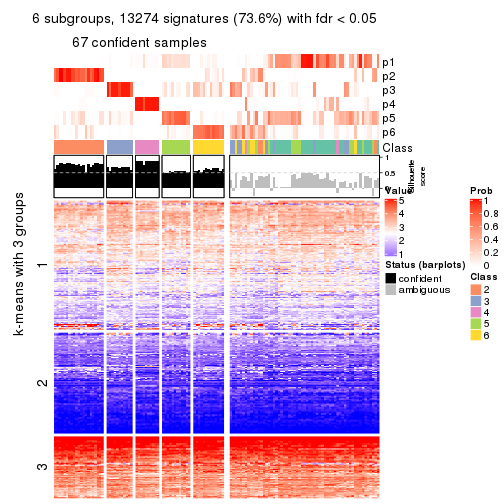 6 subgroups, 13274 signatures (73.6%) with fdr < 0.05
67 confident samples
p1
p2
p3
p4
p5
p6
Class
1
0.5
0
Silhouette
score
k-means with 3 groups
1
2
3
Value
5
4
3
2
1
Status (barplots)
confident
ambiguous
Prob
1
0.8
0.6
0.4
0.2
0
Class
2
3
4
5
6